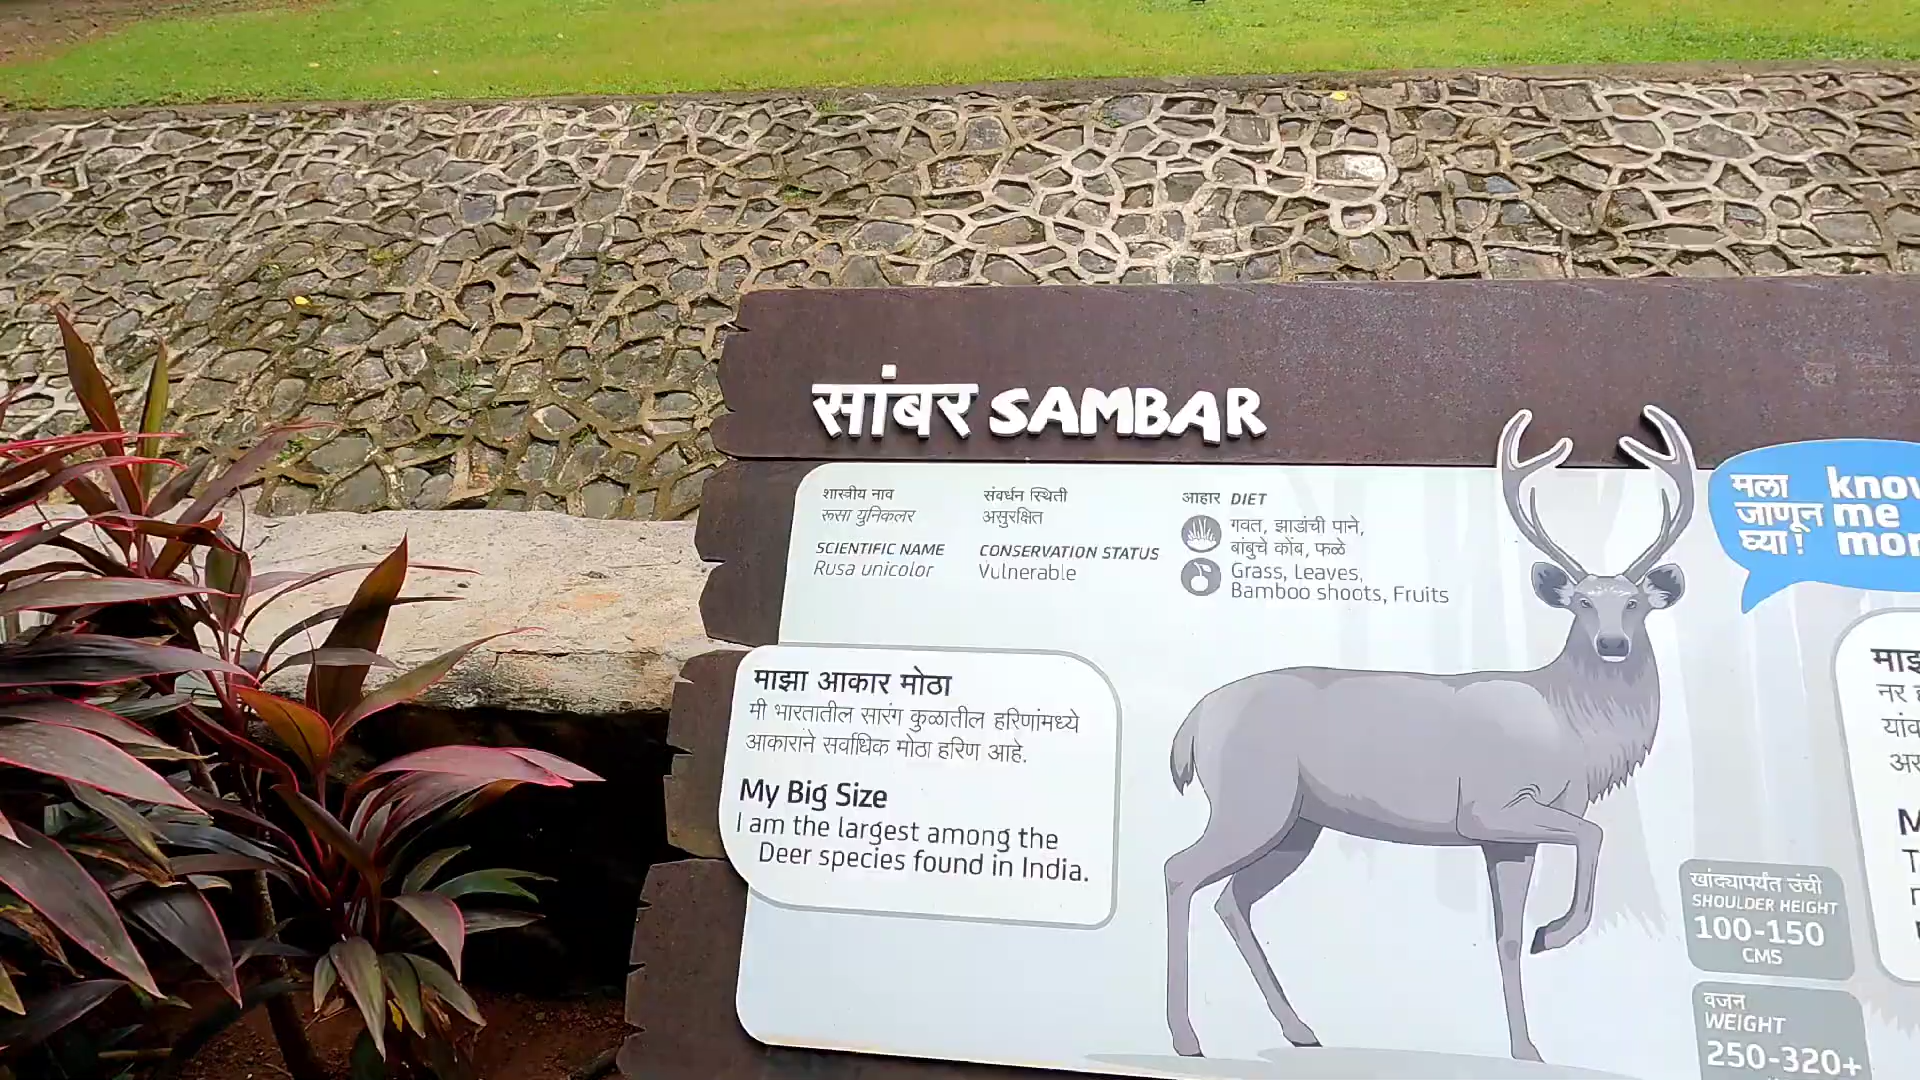 सांबर SAMBAR
शास्त्रीय नाव
रूसा युनिकलर
SCIENTIFIC NAME
Rusa unicolor
संवर्धन स्थिती
असुरक्षित
CONSERVATION STATUS
Vulnerable
आहार DIET
गवत, झाडांची पाने,
बांबुचे कोंब, फळे
Grass, Leaves,
Bamboo shoots, Fruits
मला
जाणून
घ्या!
me
माझा आकार मोठा
मी भारतातील सारंग कुळातील हरिणांमध्ये
आकाराने सर्वाधिक मोठा हरिण आहे.
My Big Size
I am the largest among the
Deer species found in India.
खांद्यापर्यंत उंची
SHOULDER HEIGHT
100-150
CMS
वजन
WEIGHT
250-320+
नर